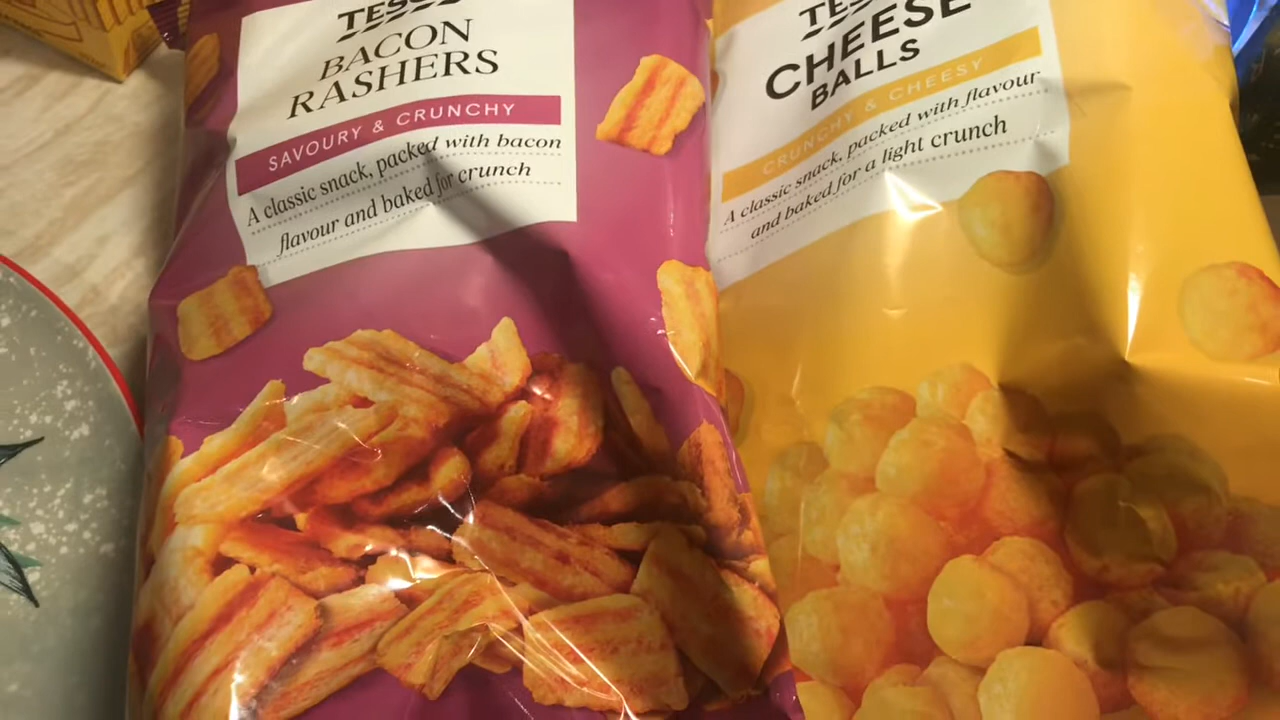 BACON
RASHERS
SAVOURY & CRUNCHY
A classic snack, packed with bacon
flavour and baked for crunch
CHEESE
BALLS
CRUNCHY & CHEESY
A classic snack, packed with flavour
and baked for a light crunch